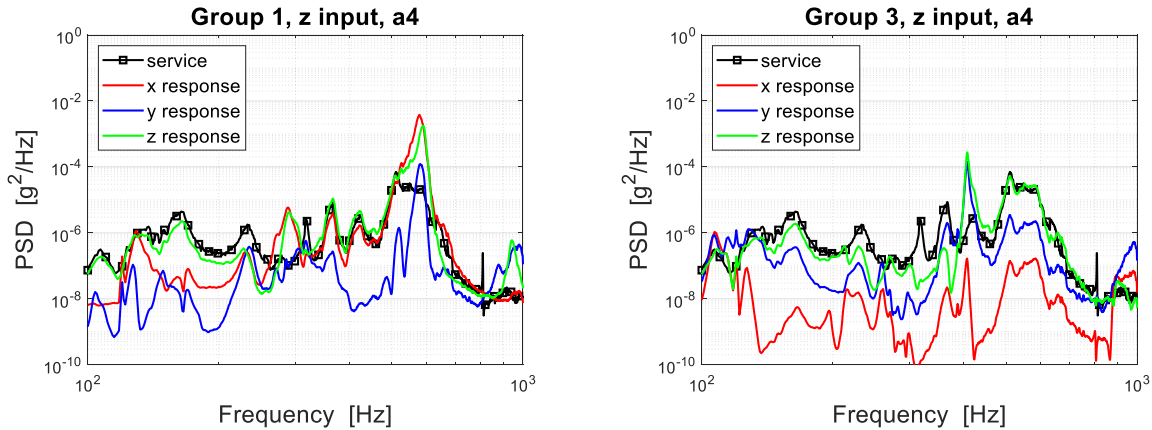 Group 1, z input, a4
10^0
10^-2
10^-4
10^-6
10^-8
10^-10
PSD [g^2/Hz]
service
x response
y response
z response
10^2
10^3
Frequency [Hz]
Group 3, z input, a4
10^0
10^-2
10^-4
10^-6
10^-8
10^-10
PSD [g^2/Hz]
service
x response
y response
z response
10^2
10^3
Frequency [Hz]